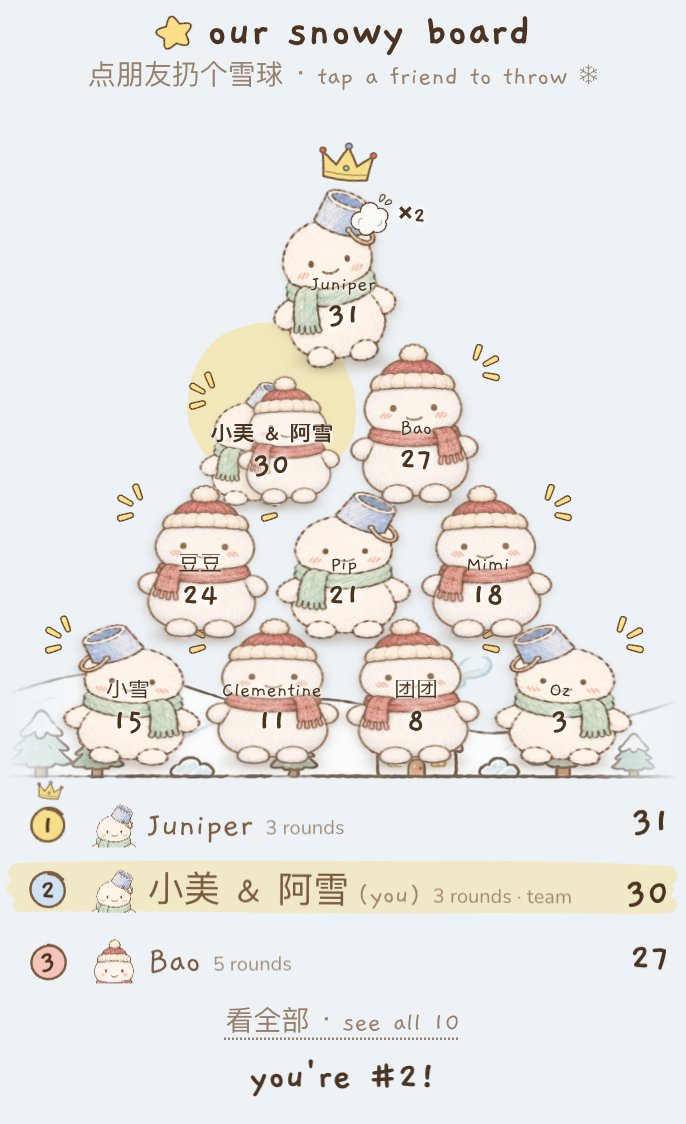 our snowy board
点朋友扔个雪球 · tap a friend to throw ❄
×2
Juniper
31
小美 & 阿雪
30
Bao
27
豆豆
24
Pip
21
Mimi
18
小雪
15
Clementine
11
团团
8
Oz
3
1 Juniper 3 rounds 31
2 小美 & 阿雪 (you) 3 rounds · team 30
3 Bao 5 rounds 27
看全部 · see all 10
you're #2!